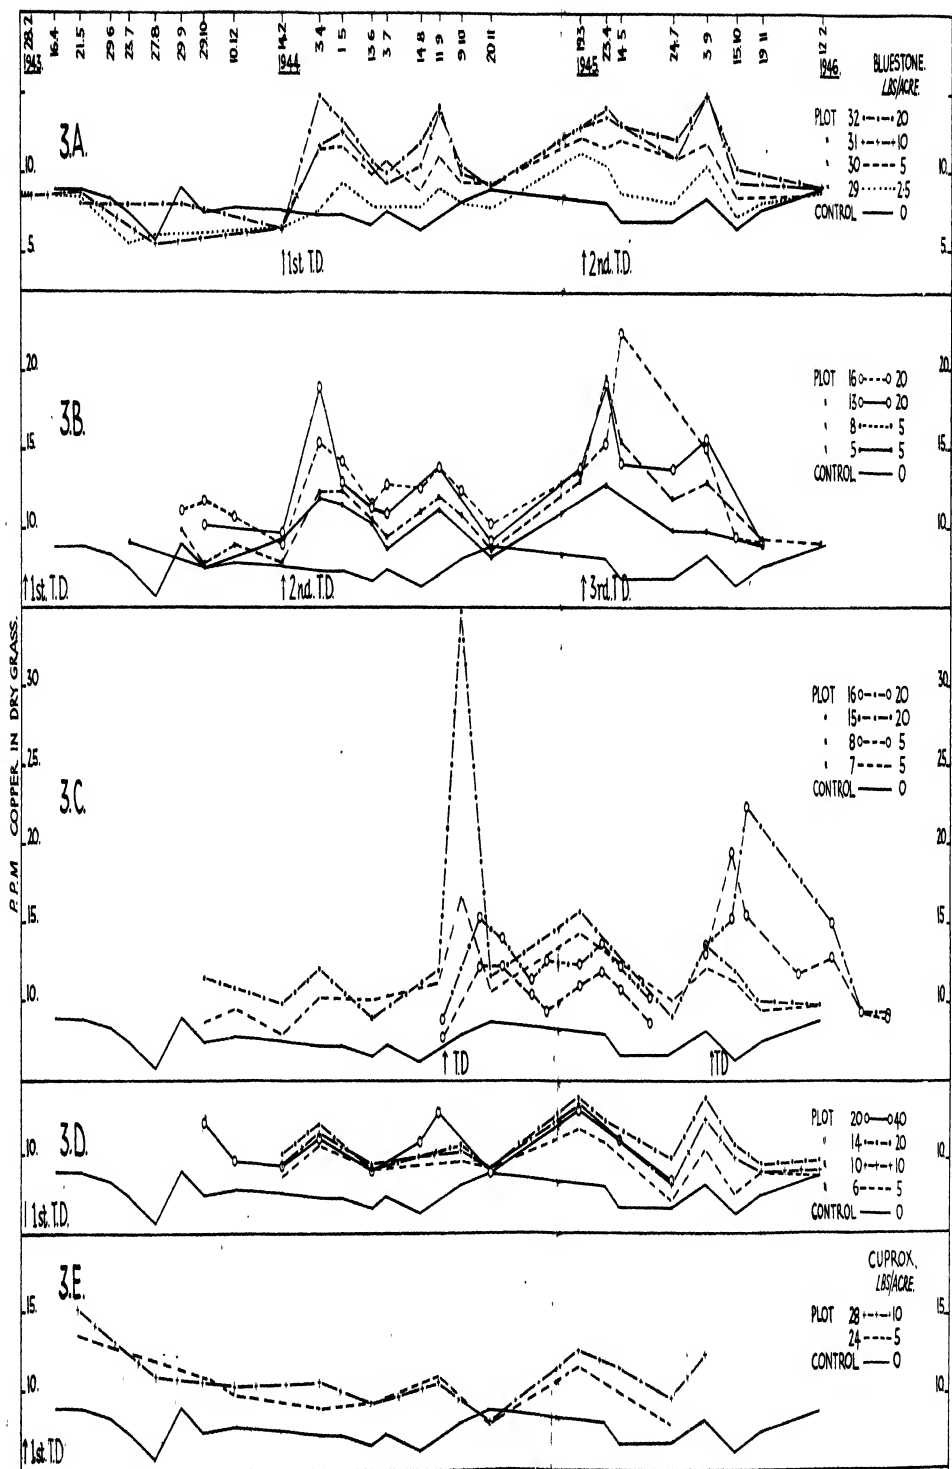 28.2 16.4 21.5 29.6 23.7 27.8 29.9 29.10 10.12 14.2 3.4 1.5 13.6 3.7 14.8 11.9 9.10 20.11 19.3 23.4 14.5 24.7 3.9 15.10 19.11 12.2
1943. 1944. 1945. 1946.
BLUESTONE.
LBS/ACRE.
3.A.
PLOT 32 20
" 31 10
" 30 5
" 29 2.5
CONTROL 0
10. 10.
5. 5.
↑1st T.D. ↑2nd. T.D.
3.B.
20. 20.
15. 15.
10. 10.
PLOT 16 20
" 13 20
" 8 5
" 5 5
CONTROL 0
↑1st. T.D. ↑2nd. T.D. ↑3rd. T.D.
P.P.M COPPER IN DRY GRASS.
3.C.
30. 30.
25. 25.
20. 20.
15. 15.
10. 10.
PLOT 16 20
" 15 20
" 8 5
" 7 5
CONTROL 0
↑ T.D ↑TD
3.D.
10. 10.
PLOT 20 40
" 14 20
" 10 10
" 6 5
CONTROL 0
1st. T.D.
3.E.
CUPROX.
LBS/ACRE.
15. 15.
10. 10.
PLOT 28 10
" 24 5
CONTROL 0
↑1st. T.D